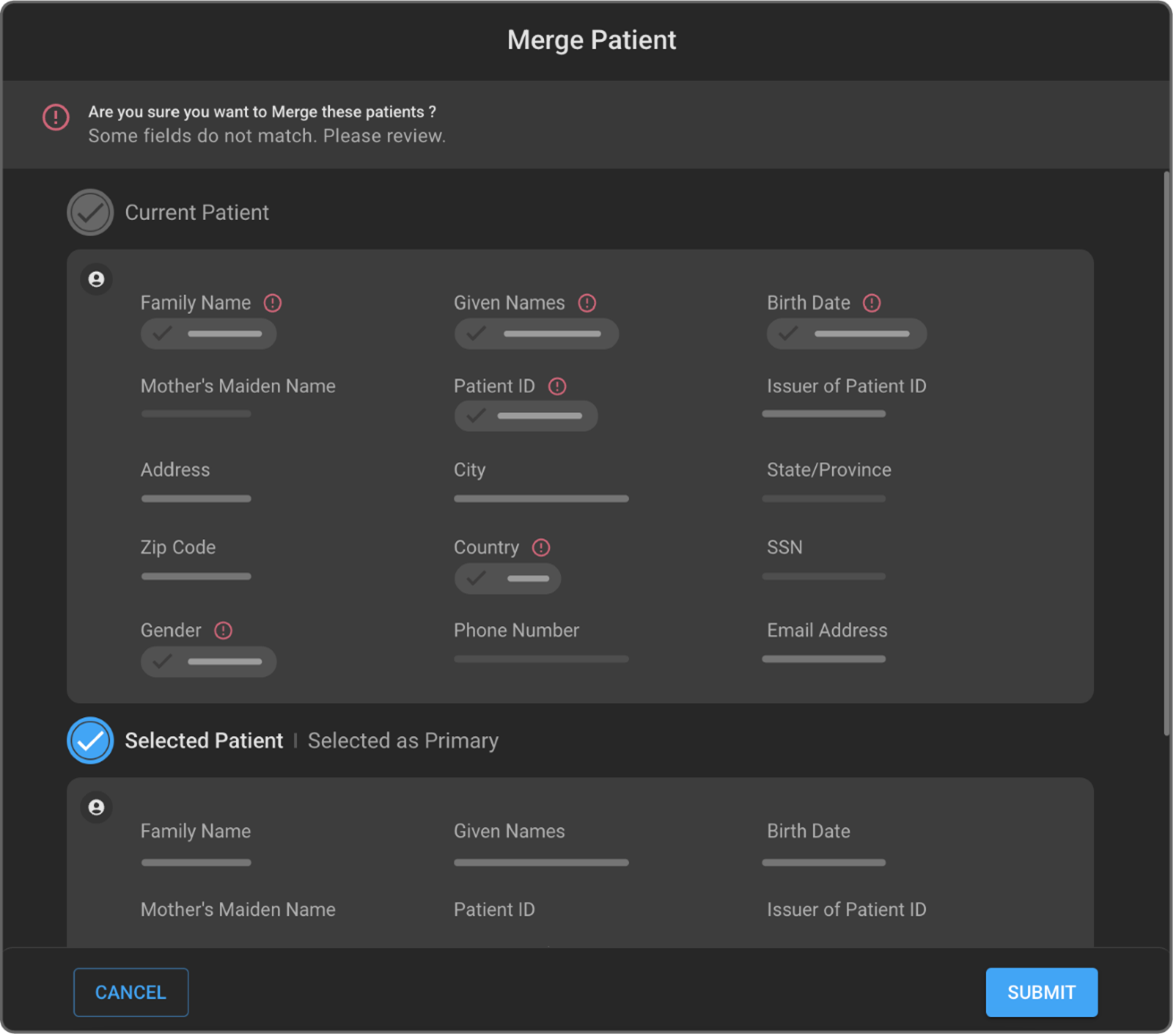 Merge Patient
Are you sure you want to Merge these patients ?
Some fields do not match. Please review.
Current Patient
Family Name Given Names Birth Date
Mother's Maiden Name Patient ID Issuer of Patient ID
Address City State/Province
Zip Code Country SSN
Gender Phone Number Email Address
Selected Patient | Selected as Primary
Family Name Given Names Birth Date
Mother's Maiden Name Patient ID Issuer of Patient ID
CANCEL SUBMIT